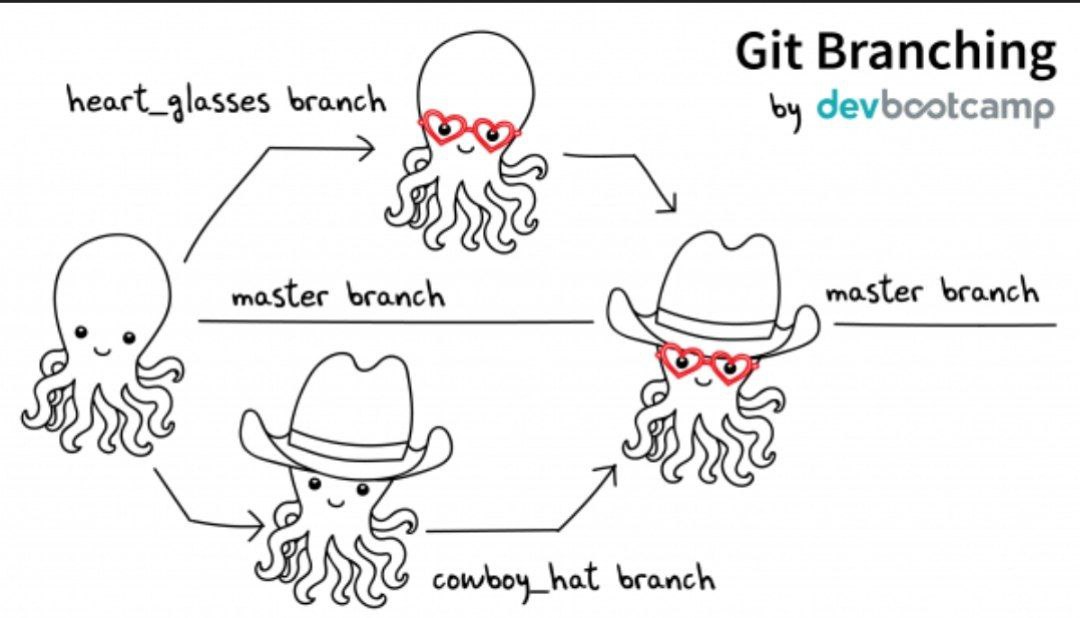 Git Branching
by devbootcamp
heart_glasses branch
master branch
master branch
cowboy_hat branch